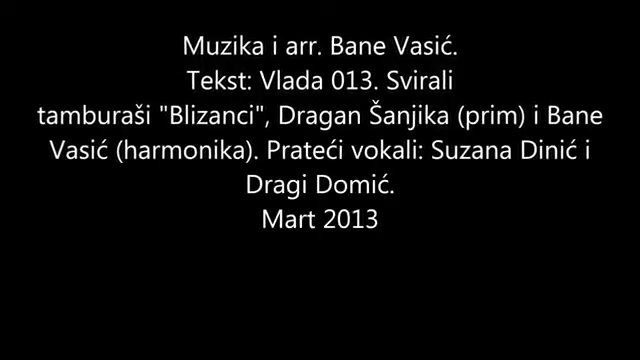 Muzika i arr. Bane Vasić.
Tekst: Vlada 013. Svirali
tamburaši "Blizanci", Dragan Šanjika (prim) i Bane
Vasić (harmonika). Prateći vokali: Suzana Dinić i
Dragi Domić.
Mart 2013